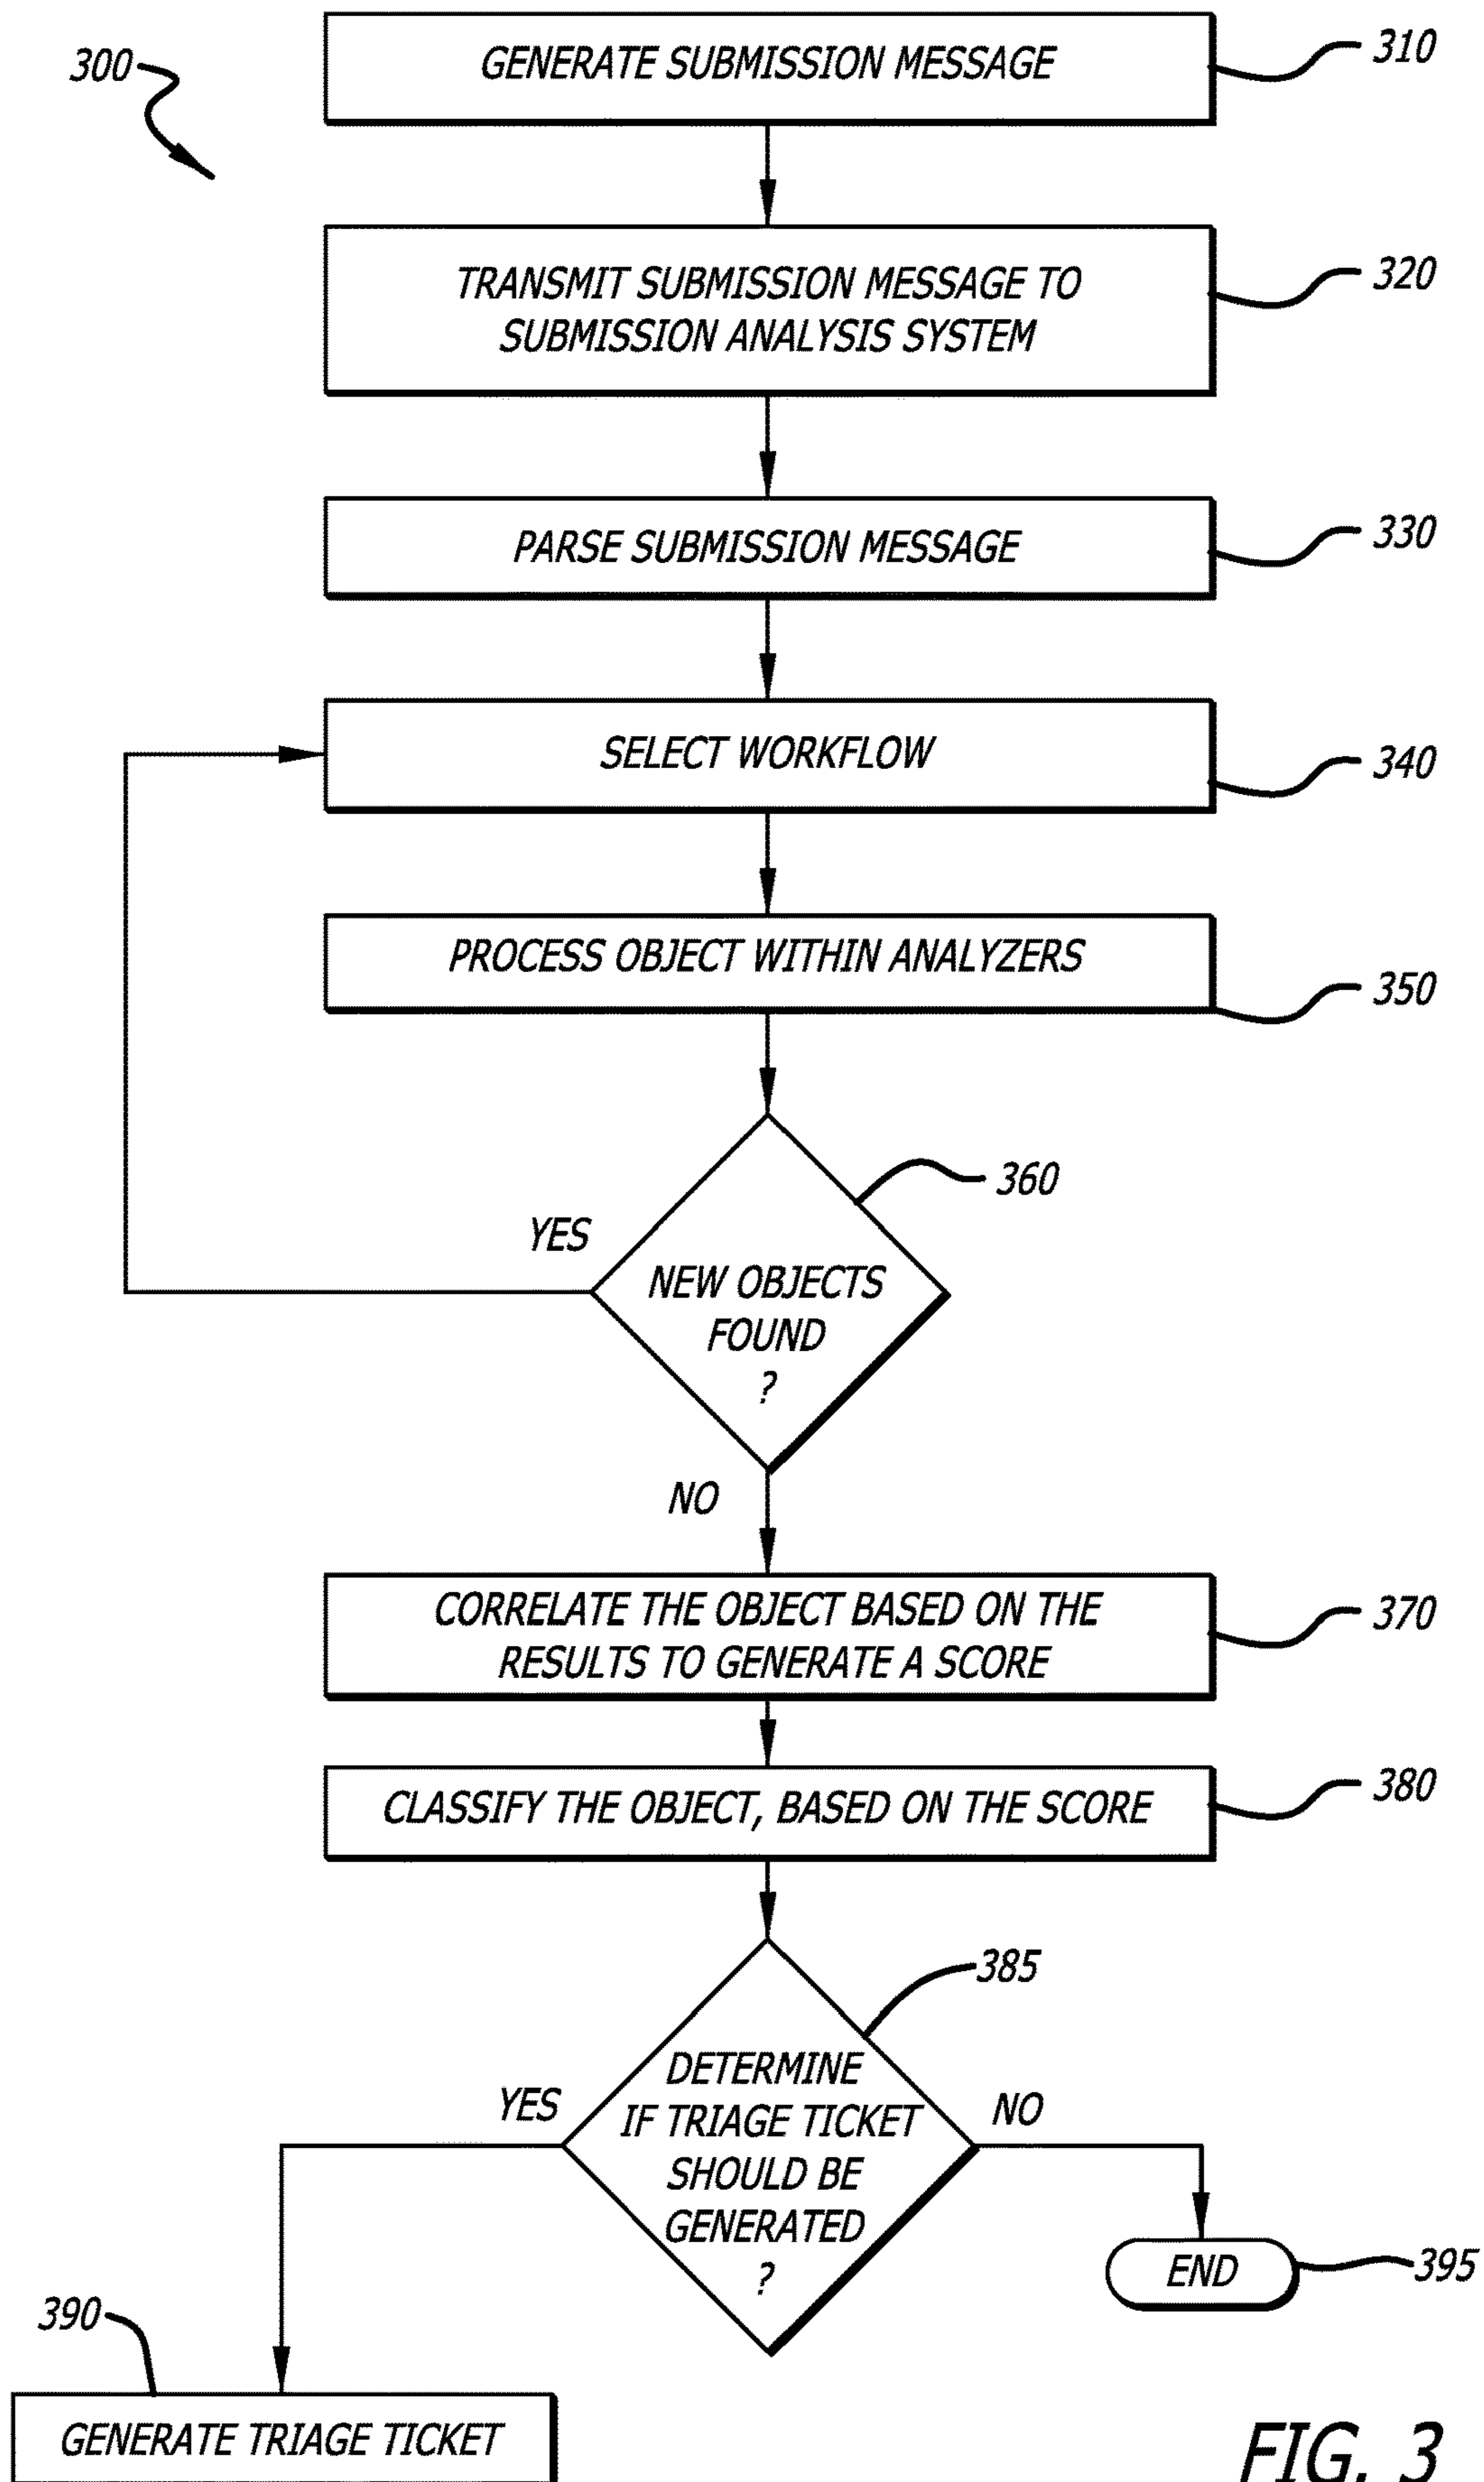 300
GENERATE SUBMISSION MESSAGE
310
TRANSMIT SUBMISSION MESSAGE TO
SUBMISSION ANALYSIS SYSTEM
320
PARSE SUBMISSION MESSAGE
330
SELECT WORKFLOW
340
PROCESS OBJECT WITHIN ANALYZERS
350
360
YES
NEW OBJECTS
FOUND
?
NO
CORRELATE THE OBJECT BASED ON THE
RESULTS TO GENERATE A SCORE
370
CLASSIFY THE OBJECT, BASED ON THE SCORE
380
385
DETERMINE
IF TRIAGE TICKET
SHOULD BE
GENERATED
?
YES
NO
END
395
390
GENERATE TRIAGE TICKET
FIG. 3